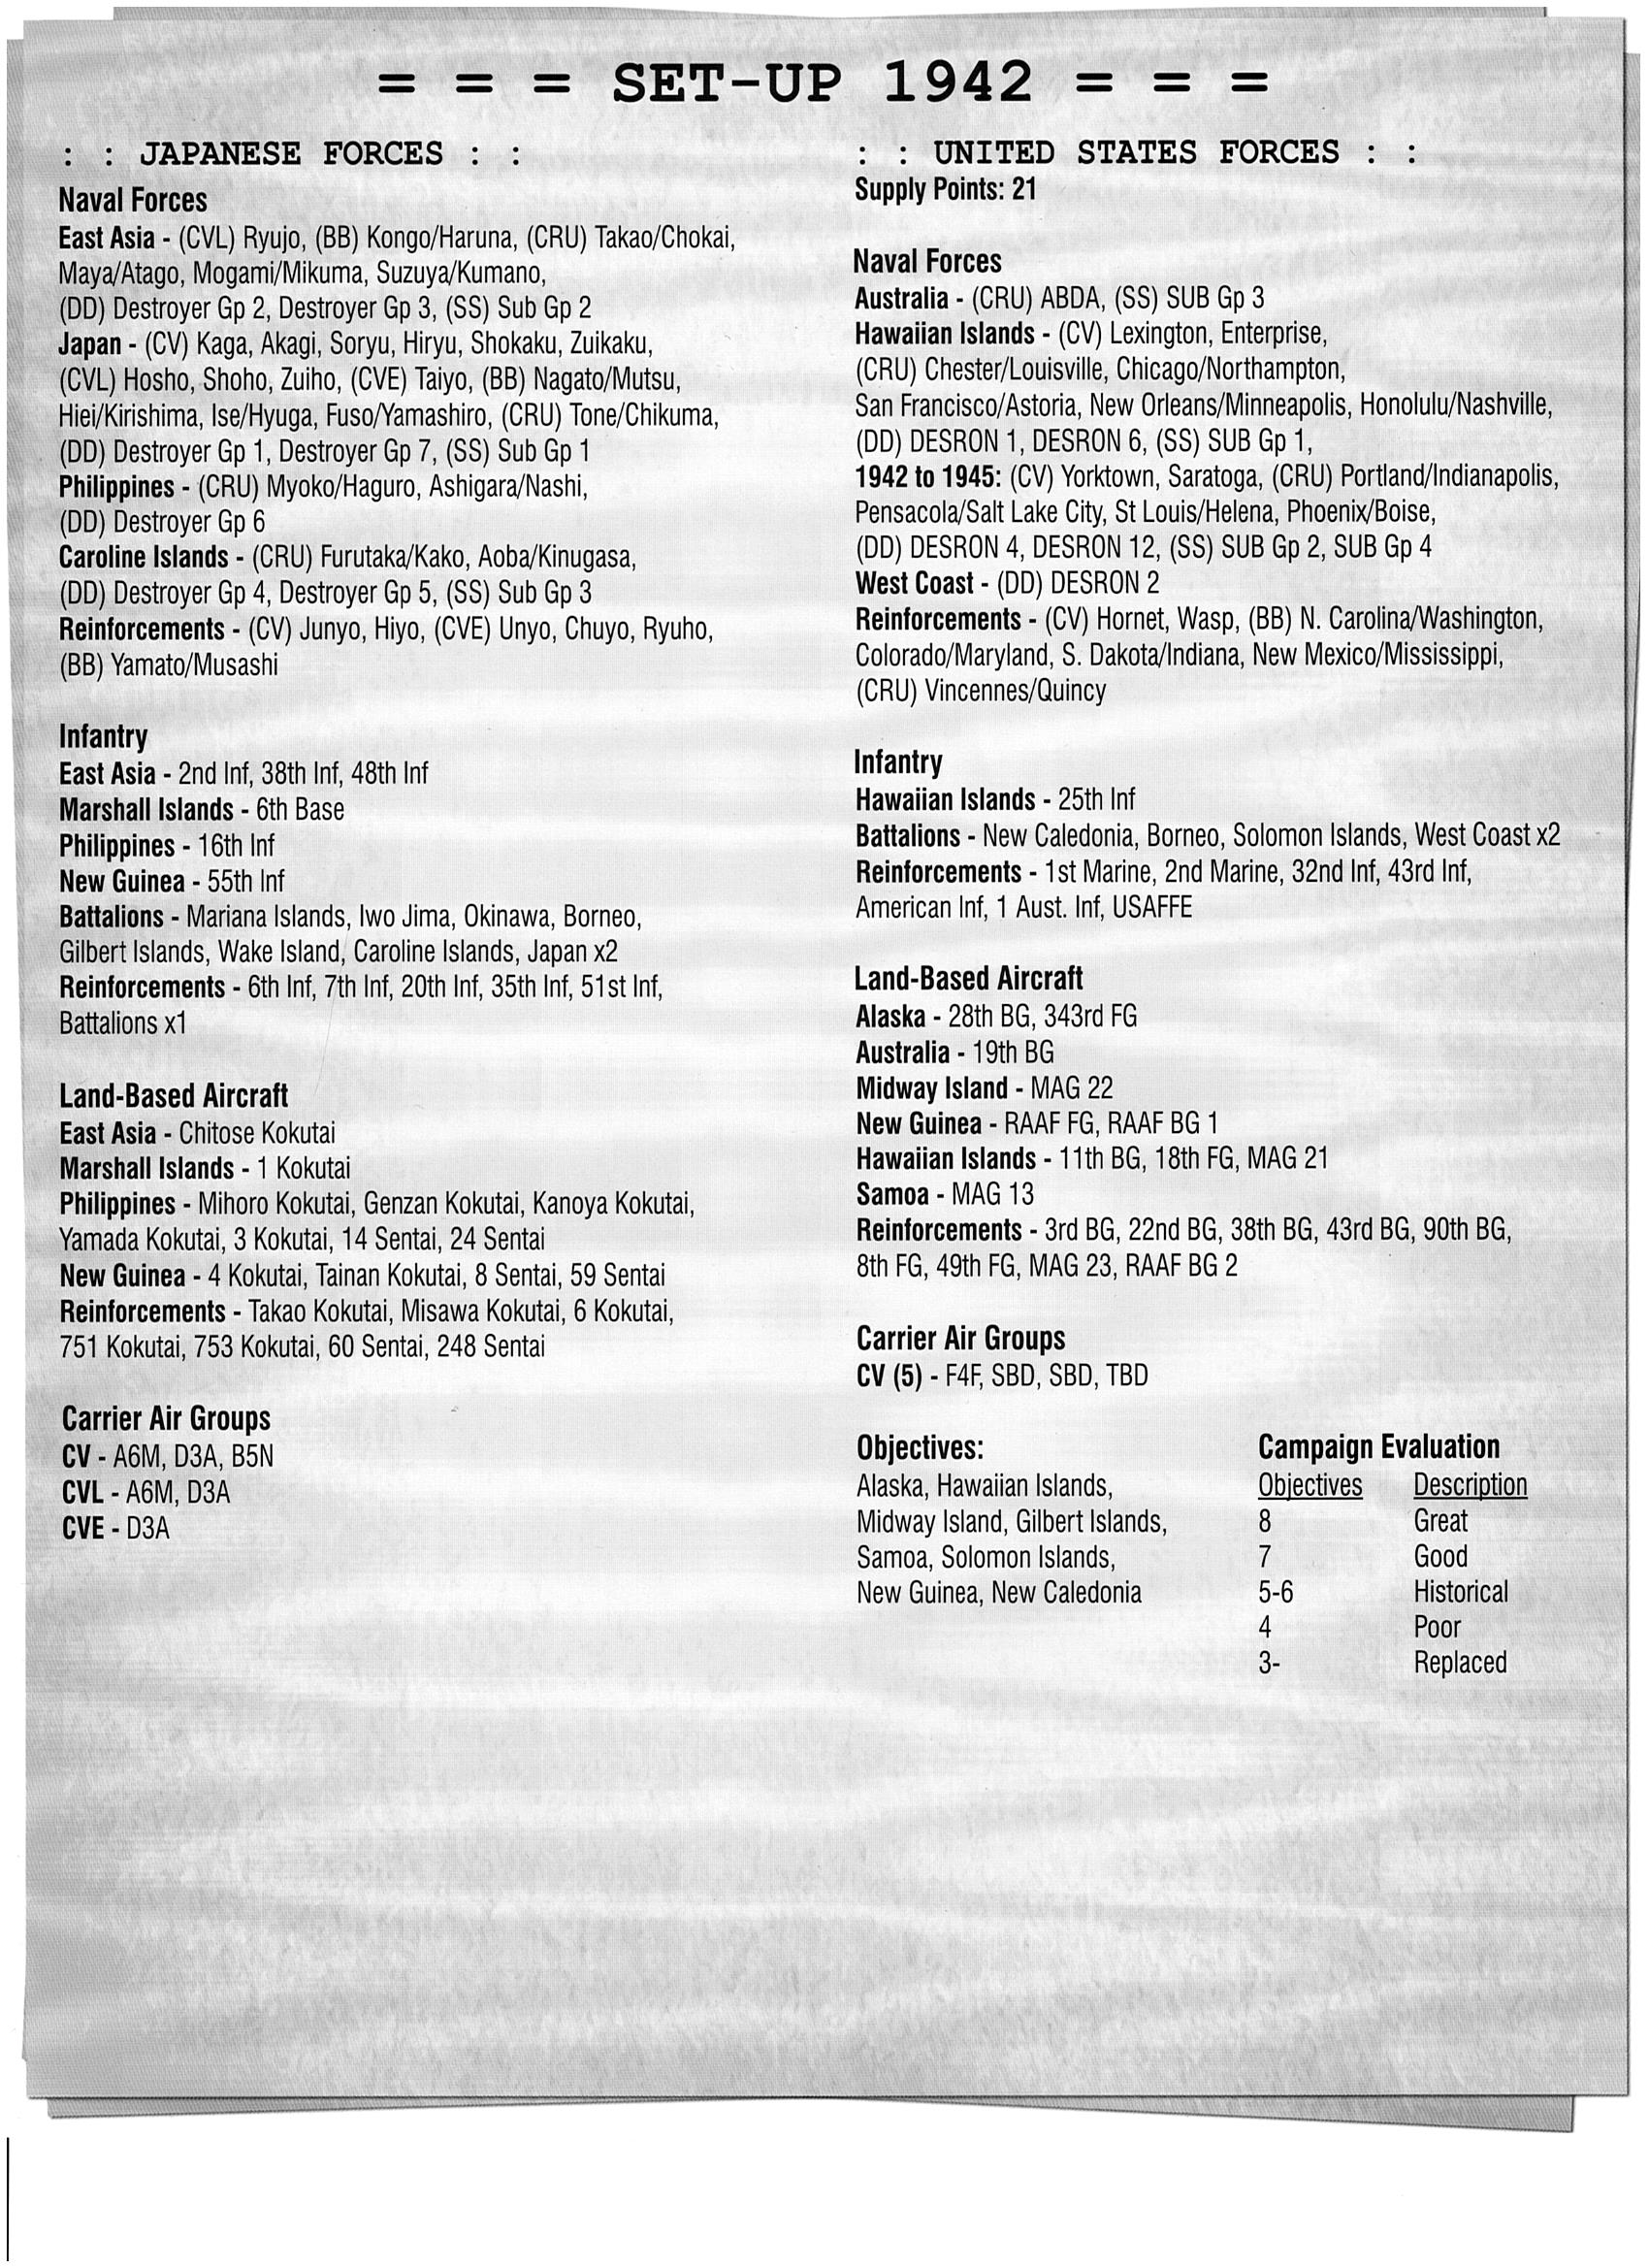 = = = SET-UP 1942 = = =
: : JAPANESE FORCES : :
Naval Forces
East Asia - (CVL) Ryujo, (BB) Kongo/Haruna, (CRU) Takao/Chokai,
Maya/Atago, Mogami/Mikuma, Suzuya/Kumano,
(DD) Destroyer Gp 2, Destroyer Gp 3, (SS) Sub Gp 2
Japan - (CV) Kaga, Akagi, Soryu, Hiryu, Shokaku, Zuikaku,
(CVL) Hosho, Shoho, Zuiho, (CVE) Taiyo, (BB) Nagato/Mutsu,
Hiei/Kirishima, Ise/Hyuga, Fuso/Yamashiro, (CRU) Tone/Chikuma,
(DD) Destroyer Gp 1, Destroyer Gp 7, (SS) Sub Gp 1
Philippines - (CRU) Myoko/Haguro, Ashigara/Nashi,
(DD) Destroyer Gp 6
Caroline Islands - (CRU) Furutaka/Kako, Aoba/Kinugasa,
(DD) Destroyer Gp 4, Destroyer Gp 5, (SS) Sub Gp 3
Reinforcements - (CV) Junyo, Hiyo, (CVE) Unyo, Chuyo, Ryuho,
(BB) Yamato/Musashi
Infantry
East Asia - 2nd Inf, 38th Inf, 48th Inf
Marshall Islands - 6th Base
Philippines - 16th Inf
New Guinea - 55th Inf
Battalions - Mariana Islands, Iwo Jima, Okinawa, Borneo,
Gilbert Islands, Wake Island, Caroline Islands, Japan x2
Reinforcements - 6th Inf, 7th Inf, 20th Inf, 35th Inf, 51st Inf,
Battalions x1
Land-Based Aircraft
East Asia - Chitose Kokutai
Marshall Islands - 1 Kokutai
Philippines - Mihoro Kokutai, Genzan Kokutai, Kanoya Kokutai,
Yamada Kokutai, 3 Kokutai, 14 Sentai, 24 Sentai
New Guinea - 4 Kokutai, Tainan Kokutai, 8 Sentai, 59 Sentai
Reinforcements - Takao Kokutai, Misawa Kokutai, 6 Kokutai,
751 Kokutai, 753 Kokutai, 60 Sentai, 248 Sentai
Carrier Air Groups
CV - A6M, D3A, B5N
CVL - A6M, D3A
CVE - D3A
: : UNITED STATES FORCES : :
Supply Points: 21
Naval Forces
Australia - (CRU) ABDA, (SS) SUB Gp 3
Hawaiian Islands - (CV) Lexington, Enterprise,
(CRU) Chester/Louisville, Chicago/Northampton,
San Francisco/Astoria, New Orleans/Minneapolis, Honolulu/Nashville,
(DD) DESRON 1, DESRON 6, (SS) SUB Gp 1,
1942 to 1945: (CV) Yorktown, Saratoga, (CRU) Portland/Indianapolis,
Pensacola/Salt Lake City, St Louis/Helena, Phoenix/Boise,
(DD) DESRON 4, DESRON 12, (SS) SUB Gp 2, SUB Gp 4
West Coast - (DD) DESRON 2
Reinforcements - (CV) Hornet, Wasp, (BB) N. Carolina/Washington,
Colorado/Maryland, S. Dakota/Indiana, New Mexico/Mississippi,
(CRU) Vincennes/Quincy
Infantry
Hawaiian Islands - 25th Inf
Battalions - New Caledonia, Borneo, Solomon Islands, West Coast x2
Reinforcements - 1st Marine, 2nd Marine, 32nd Inf, 43rd Inf,
American Inf, 1 Aust. Inf, USAFFE
Land-Based Aircraft
Alaska - 28th BG, 343rd FG
Australia - 19th BG
Midway Island - MAG 22
New Guinea - RAAF FG, RAAF BG 1
Hawaiian Islands - 11th BG, 18th FG, MAG 21
Samoa - MAG 13
Reinforcements - 3rd BG, 22nd BG, 38th BG, 43rd BG, 90th BG,
8th FG, 49th FG, MAG 23, RAAF BG 2
Carrier Air Groups
CV (5) - F4F, SBD, SBD, TBD
Objectives:
Alaska, Hawaiian Islands,
Midway Island, Gilbert Islands,
Samoa, Solomon Islands,
New Guinea, New Caledonia
Campaign Evaluation
Objectives Description
8 Great
7 Good
5-6 Historical
4 Poor
3- Replaced